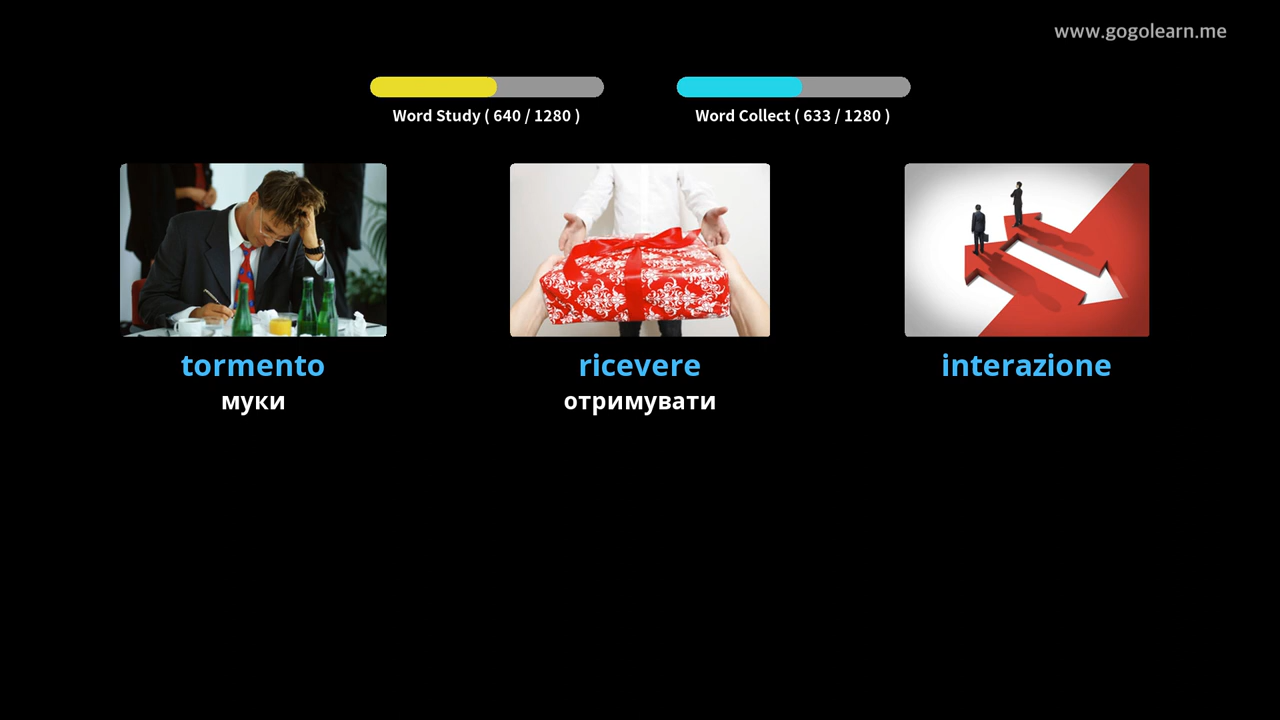 www.gogolearn.me
Word Study ( 640 / 1280 )
Word Collect ( 633 / 1280 )
tormento
ricevere
interazione
муки
отримувати